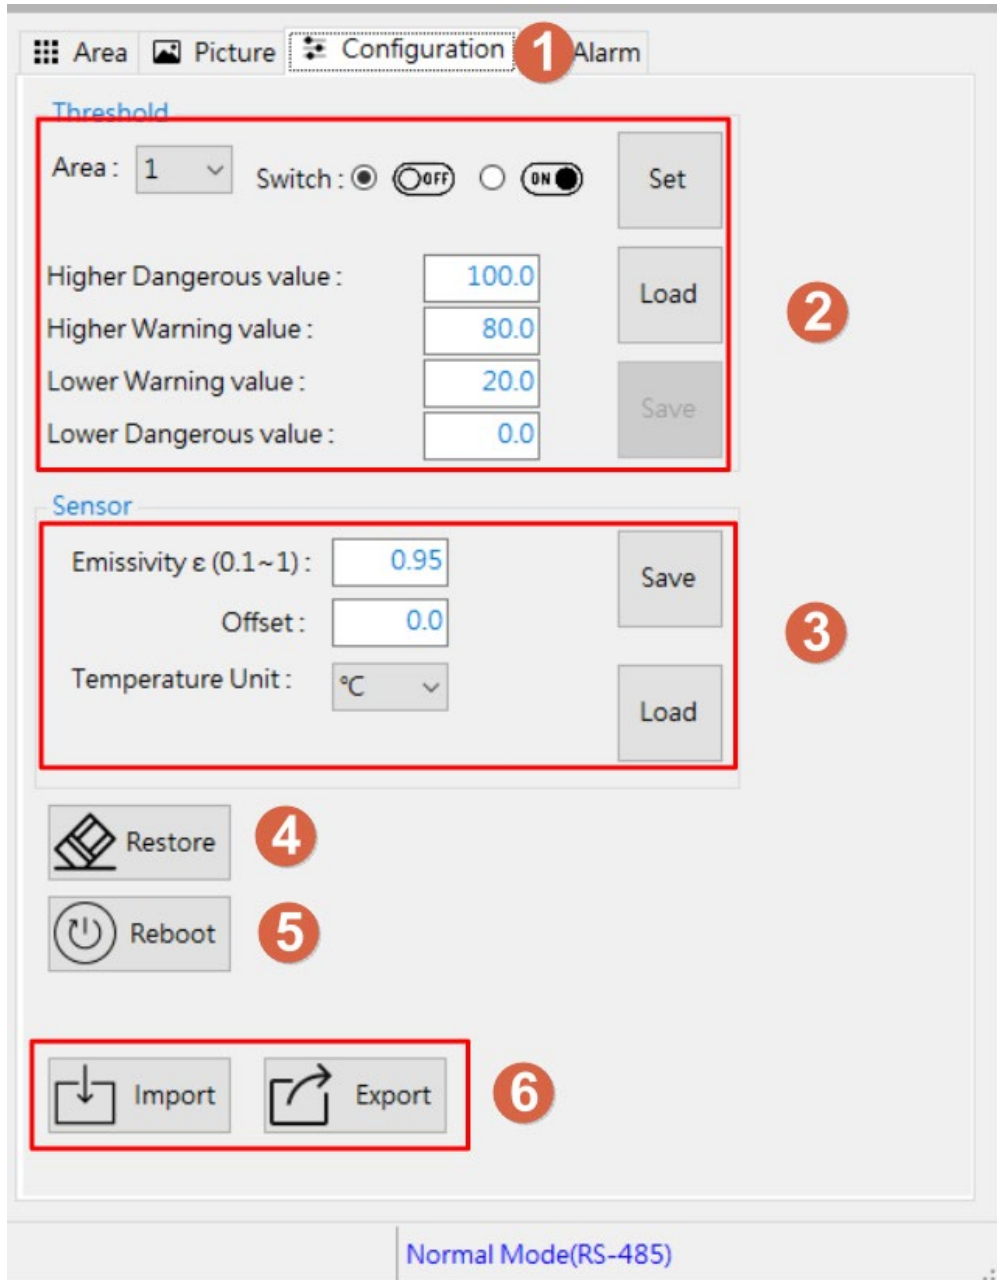 Area Picture Configuration 1 Alarm
Threshold
Area : 1 Switch : OFF ON Set
Higher Dangerous value : 100.0 Load
Higher Warning value : 80.0 2
Lower Warning value : 20.0 Save
Lower Dangerous value : 0.0
Sensor
Emissivity ε (0.1~1) : 0.95 Save
Offset : 0.0 3
Temperature Unit : °C Load
Restore 4
Reboot 5
Import Export 6
Normal Mode(RS-485)